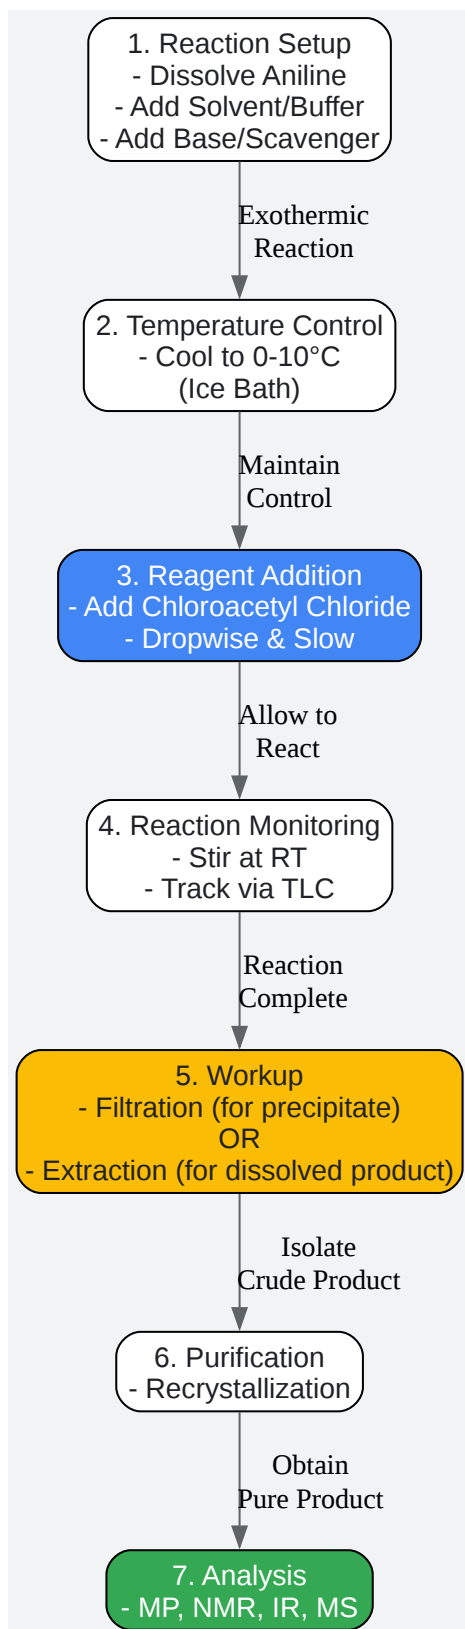 1. Reaction Setup
- Dissolve Aniline
- Add Solvent/Buffer
- Add Base/Scavenger
Exothermic
Reaction
2. Temperature Control
- Cool to 0-10°C
(Ice Bath)
Maintain
Control
3. Reagent Addition
- Add Chloroacetyl Chloride
- Dropwise & Slow
Allow to
React
4. Reaction Monitoring
- Stir at RT
- Track via TLC
Reaction
Complete
5. Workup
- Filtration (for precipitate)
OR
- Extraction (for dissolved product)
Isolate
Crude Product
6. Purification
- Recrystallization
Obtain
Pure Product
7. Analysis
- MP, NMR, IR, MS